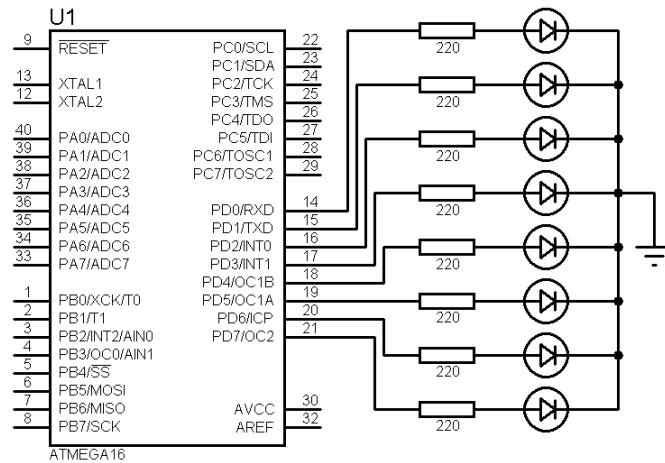 U1
9 RESET
13 XTAL1
12 XTAL2
40 PA0/ADC0
39 PA1/ADC1
38 PA2/ADC2
37 PA3/ADC3
36 PA4/ADC4
35 PA5/ADC5
34 PA6/ADC6
33 PA7/ADC7
1 PB0/XCK/T0
2 PB1/T1
3 PB2/INT2/AIN0
4 PB3/OC0/AIN1
5 PB4/SS
6 PB5/MOSI
7 PB6/MISO
8 PB7/SCK
PC0/SCL 22
PC1/SDA 23
PC2/TCK 24
PC3/TMS 25
PC4/TDO 26
PC5/TDI 27
PC6/TOSC1 28
PC7/TOSC2 29
PD0/RXD 14
PD1/TXD 15
PD2/INT0 16
PD3/INT1 17
PD4/OC1B 18
PD5/OC1A 19
PD6/ICP 20
PD7/OC2 21
AVCC 30
AREF 32
ATMEGA16
220
220
220
220
220
220
220
220